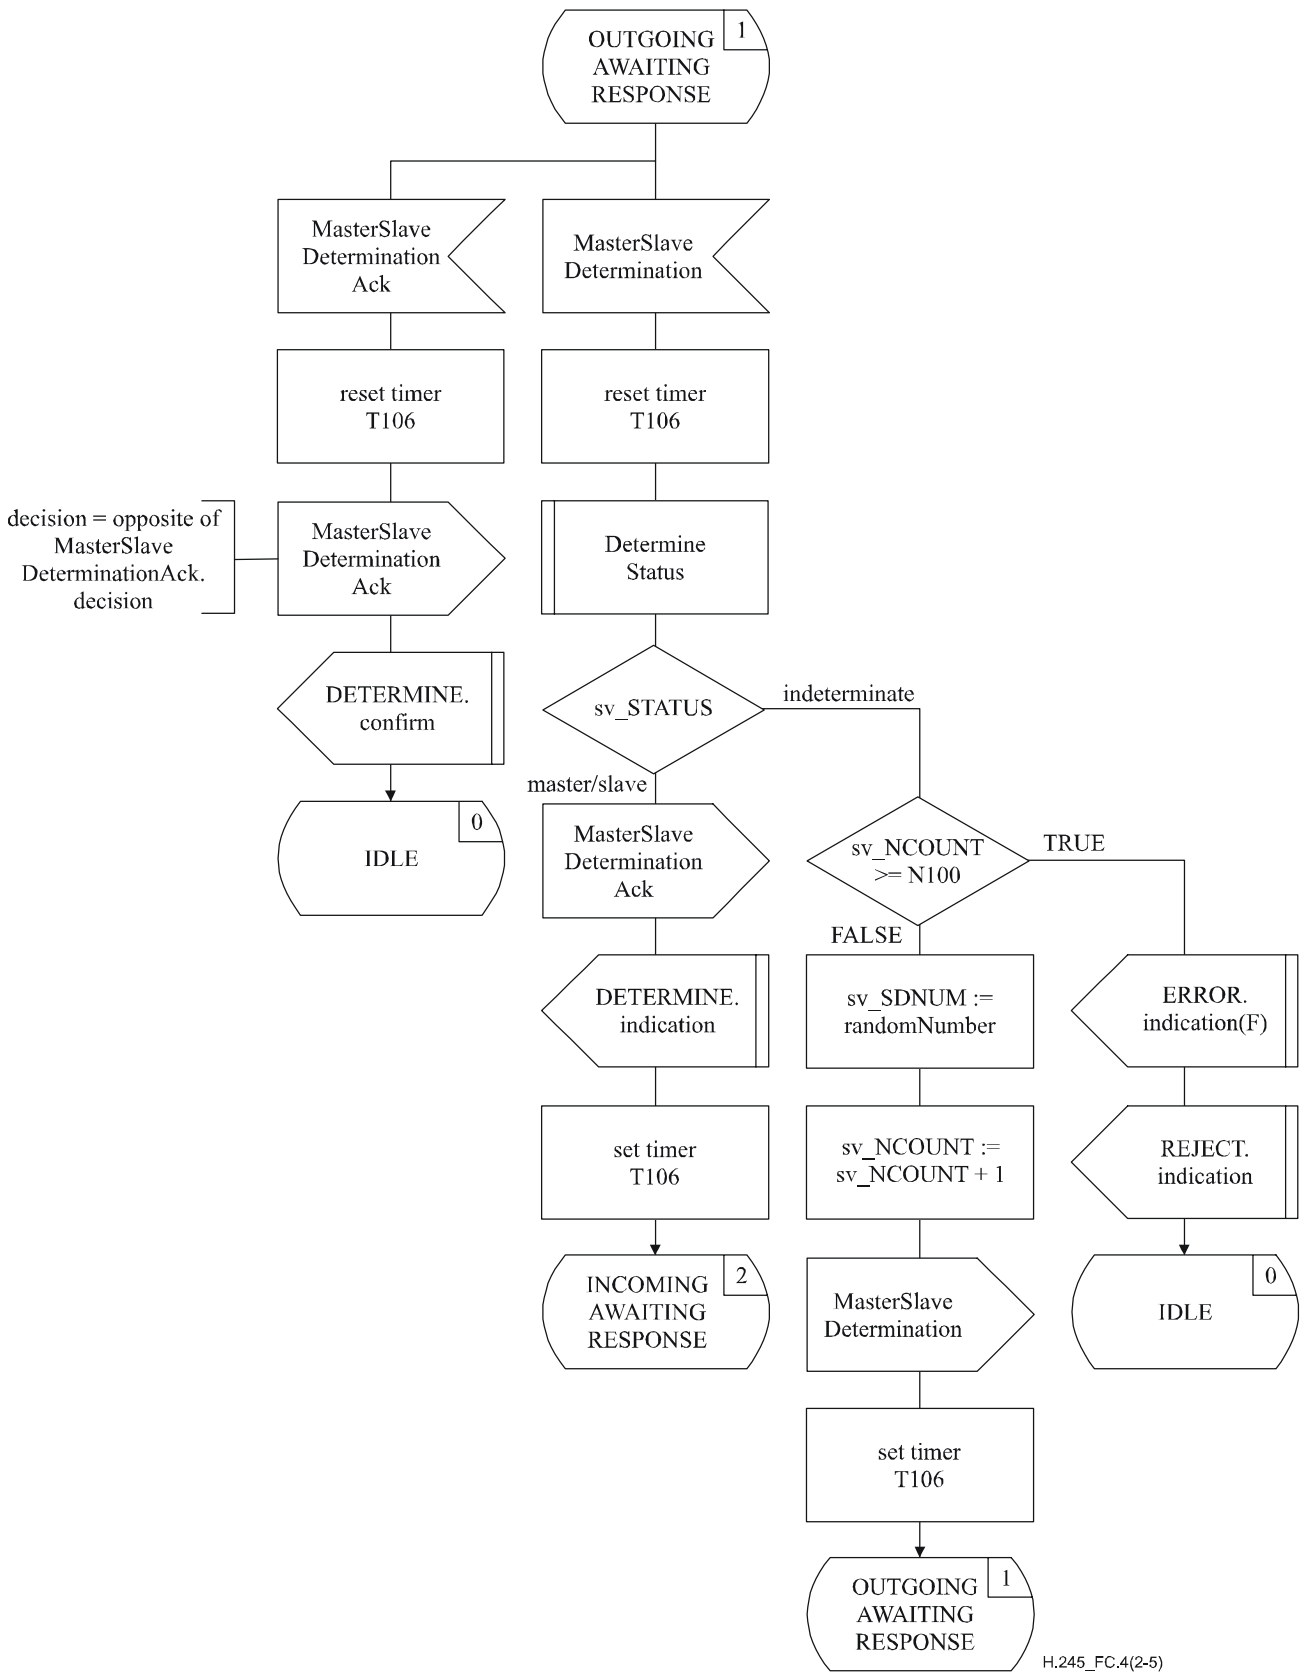 OUTGOING
AWAITING
RESPONSE
1
MasterSlave
Determination
Ack
MasterSlave
Determination
reset timer
T106
reset timer
T106
decision = opposite of
MasterSlave
DeterminationAck.
decision
MasterSlave
Determination
Ack
Determine
Status
DETERMINE.
confirm
sv_STATUS
indeterminate
master/slave
IDLE
0
MasterSlave
Determination
Ack
sv_NCOUNT
>= N100
TRUE
FALSE
DETERMINE.
indication
sv_SDNUM :=
randomNumber
ERROR.
indication(F)
set timer
T106
sv_NCOUNT :=
sv_NCOUNT + 1
REJECT.
indication
INCOMING
AWAITING
RESPONSE
2
MasterSlave
Determination
IDLE
0
set timer
T106
OUTGOING
AWAITING
RESPONSE
1
H.245_FC.4(2-5)